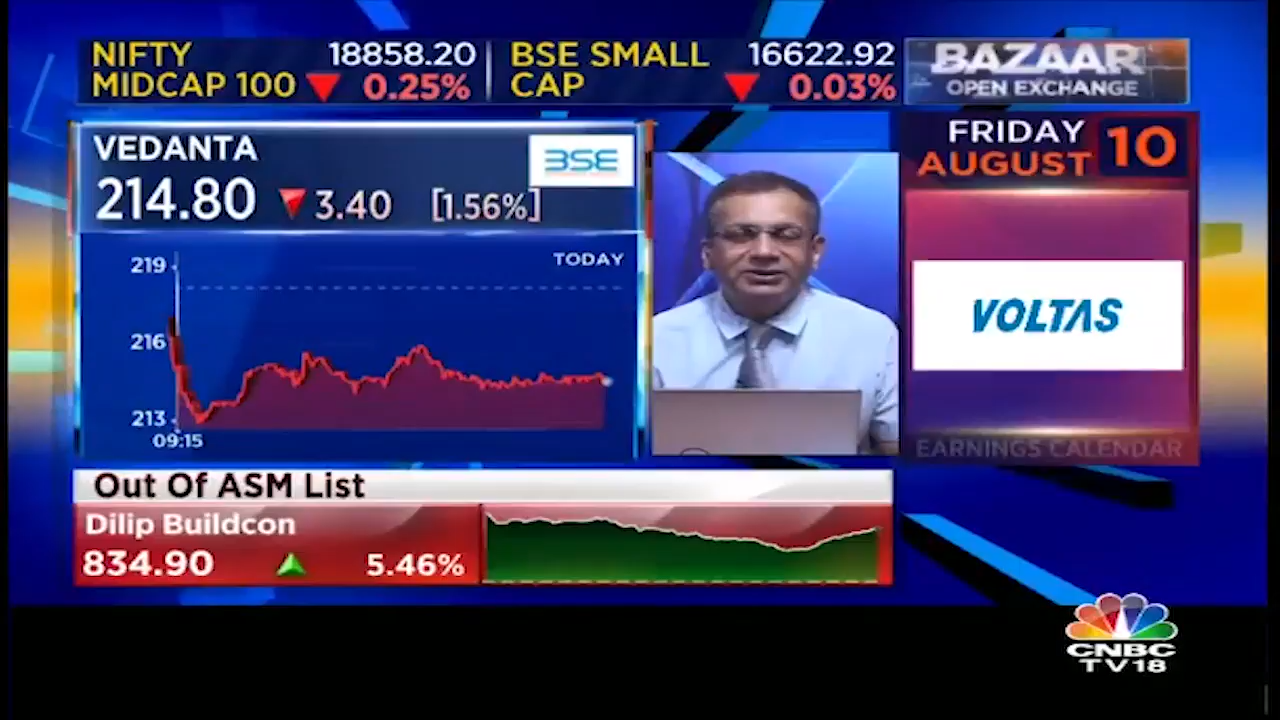 NIFTY 18858.20
MIDCAP 100 0.25%
BSE SMALL 16622.92
CAP 0.03%
BAZAAR
OPEN EXCHANGE
VEDANTA
BSE
214.80 3.40 [1.56%]
TODAY
219
216
213
09:15
FRIDAY
AUGUST 10
VOLTAS
EARNINGS CALENDAR
Out Of ASM List
Dilip Buildcon
834.90 5.46%
CNBC
TV18